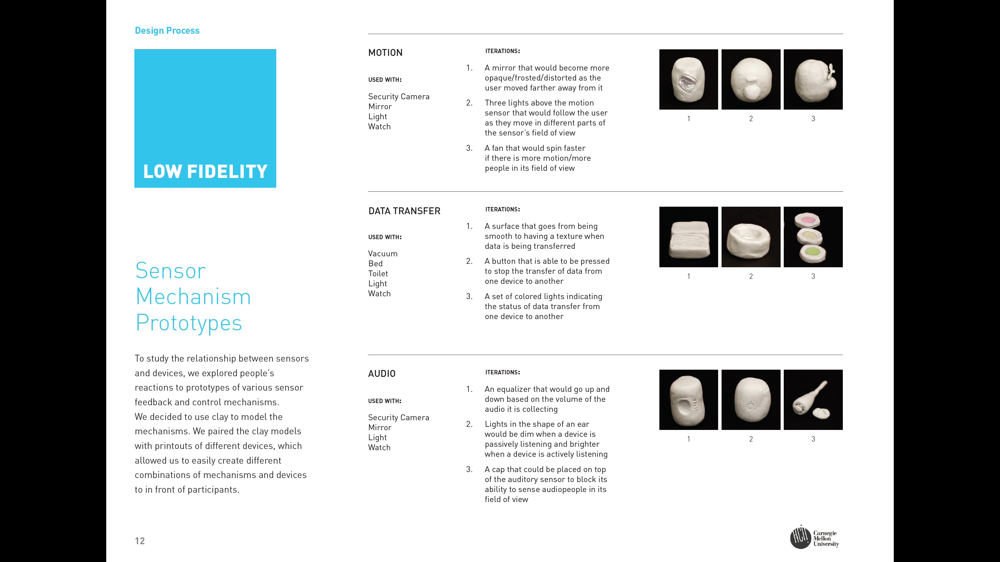 Design Process
LOW FIDELITY
Sensor
Mechanism
Prototypes
To study the relationship between sensors
and devices, we explored people’s
reactions to prototypes of various sensor
feedback and control mechanisms.
We decided to use clay to model the
mechanisms. We paired the clay models
with printouts of different devices, which
allowed us to easily create different
combinations of mechanisms and devices
to in front of participants.
12
MOTION
USED WITH:
Security Camera
Mirror
Light
Watch
ITERATIONS:
1. A mirror that would become more
opaque/frosted/distorted as the
user moved farther away from it
2. Three lights above the motion
sensor that would follow the user
as they move in different parts of
the sensor’s field of view
3. A fan that would spin faster
if there is more motion/more
people in its field of view
1 2 3
DATA TRANSFER
USED WITH:
Vacuum
Bed
Toilet
Light
Watch
ITERATIONS:
1. A surface that goes from being
smooth to having a texture when
data is being transferred
2. A button that is able to be pressed
to stop the transfer of data from
one device to another
3. A set of colored lights indicating
the status of data transfer from
one device to another
1 2 3
AUDIO
USED WITH:
Security Camera
Mirror
Light
Watch
ITERATIONS:
1. An equalizer that would go up and
down based on the volume of the
audio it is collecting
2. Lights in the shape of an ear
would be dim when a device is
passively listening and brighter
when a device is actively listening
3. A cap that could be placed on top
of the auditory sensor to block its
ability to sense audiopeople in its
field of view
1 2 3
HCII
Carnegie
Mellon
University